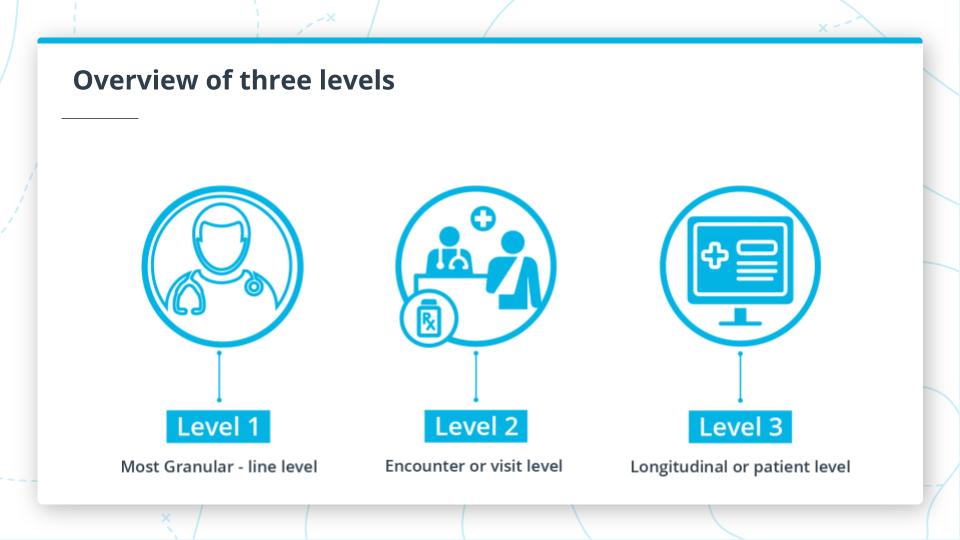 Overview of three levels
Rx
Level 1
Level 2
Level 3
Most Granular - line level
Encounter or visit level
Longitudinal or patient level